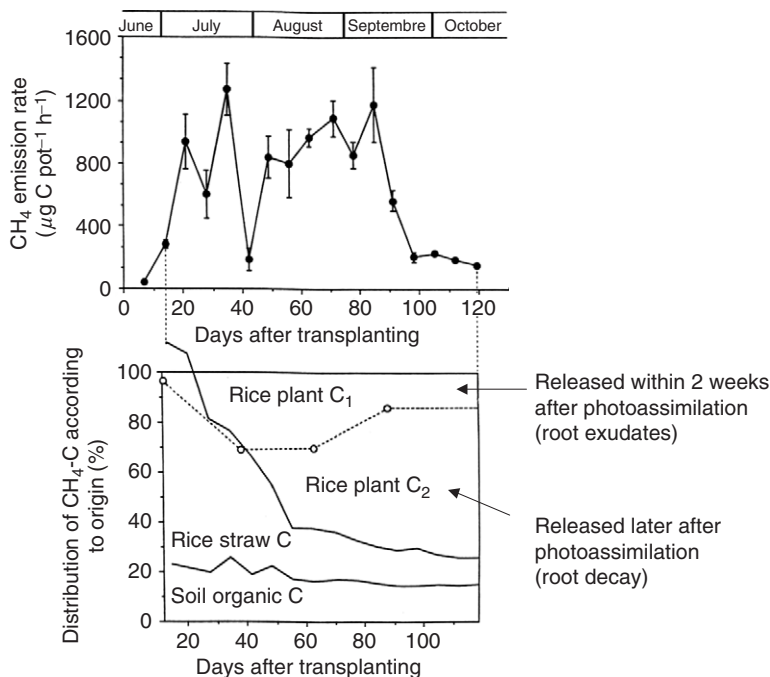 June July August Septembre October
1600
1200
800
400
0
CH₄ emission rate
(μg C pot⁻¹ h⁻¹)
0 20 40 60 80 100 120
Days after transplanting
100
80
60
40
20
0
Distribution of CH₄-C according
to origin (%)
Rice plant C₁
Rice plant C₂
Rice straw C
Soil organic C
20 40 60 80 100
Days after transplanting
Released within 2 weeks
after photoassimilation
(root exudates)
Released later after
photoassimilation
(root decay)